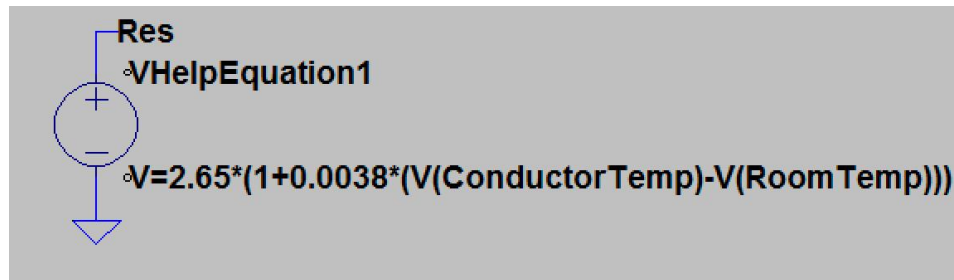 Res
VHelpEquation1
V=2.65*(1+0.0038*(V(ConductorTemp)-V(RoomTemp)))